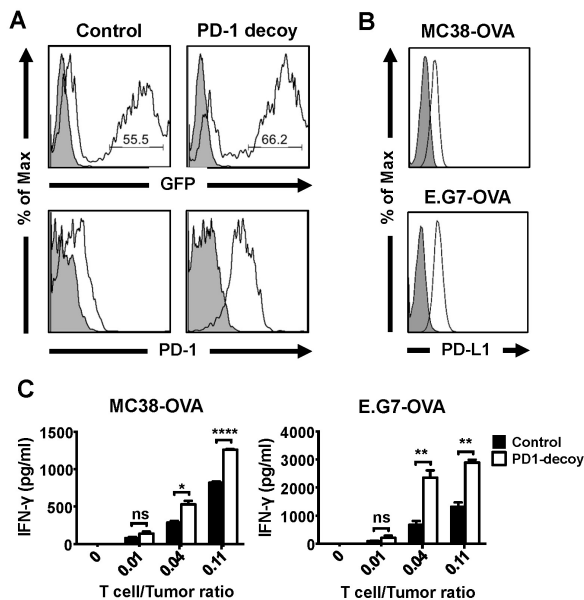 A
Control
PD-1 decoy
% of Max
55.5
66.2
GFP
PD-1
B
MC38-OVA
% of Max
E.G7-OVA
PD-L1
C
MC38-OVA
IFN-γ (pg/ml)
1500
1000
500
0
ns
*
****
0
0.01
0.04
0.11
T cell/Tumor ratio
E.G7-OVA
IFN-γ (pg/ml)
4000
3000
2000
1000
0
ns
**
**
0
0.01
0.04
0.11
T cell/Tumor ratio
Control
PD1-decoy